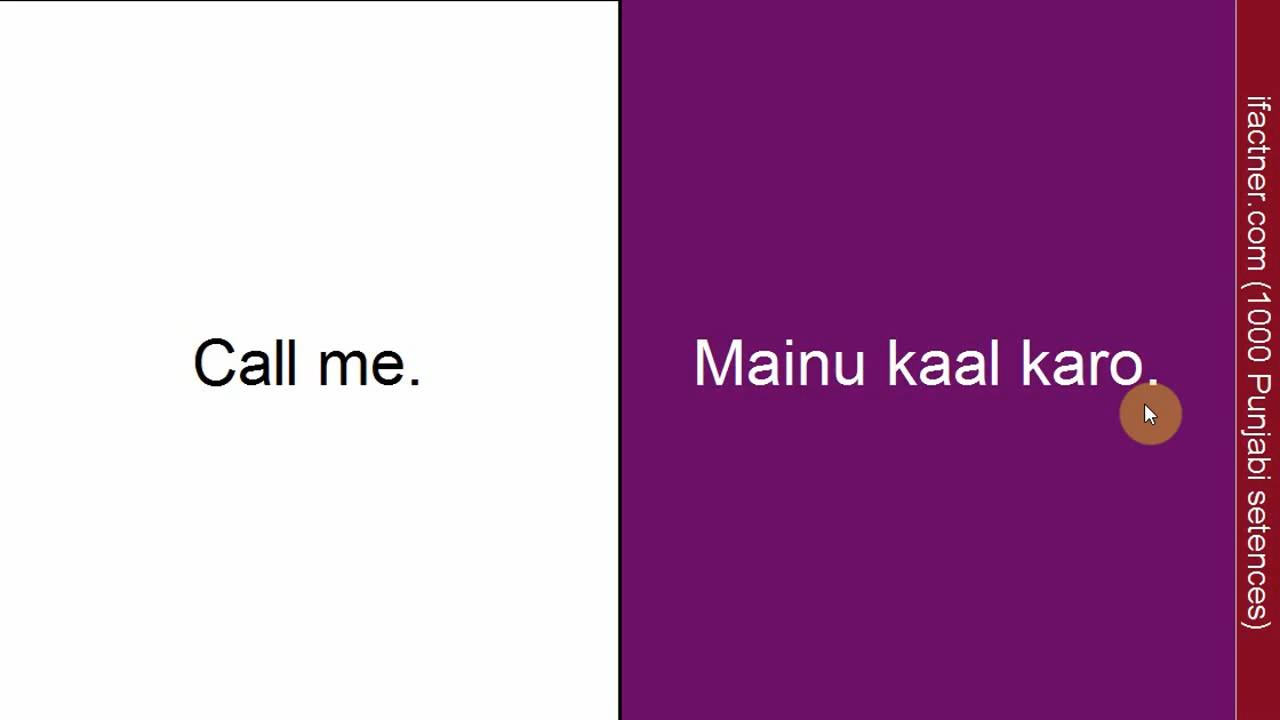 Call me.
Mainu kaal karo.
ifactner.com (1000 Punjabi setences)